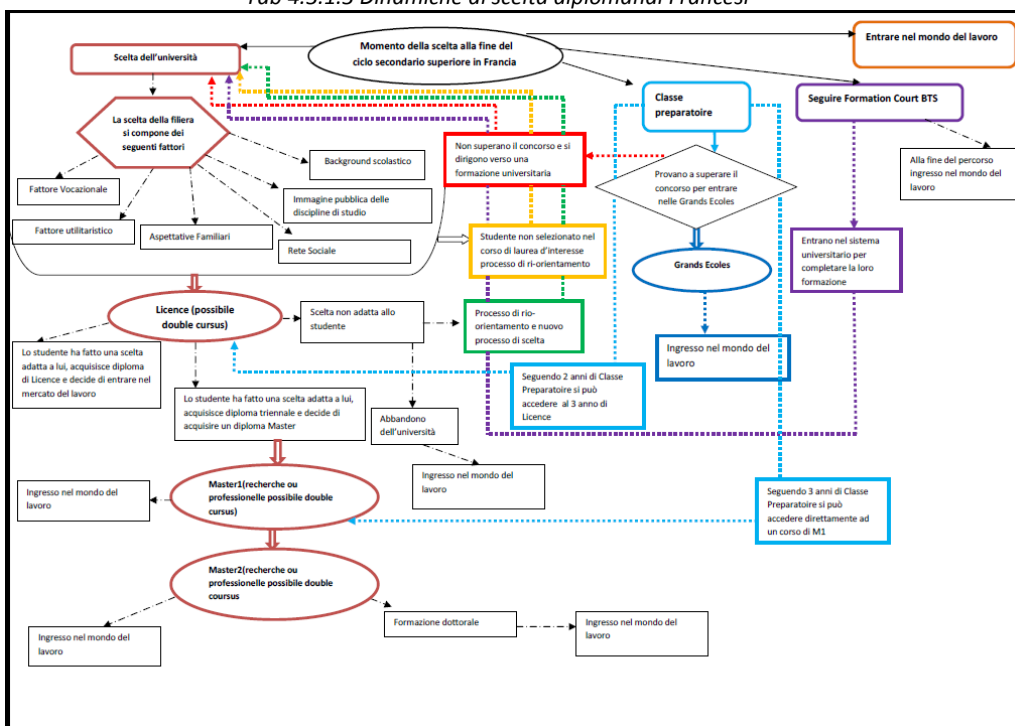 Tab 4.3.1.3 Dinamiche di scelta diplomandi Francesi
Momento della scelta alla fine del
ciclo secondario superiore in Francia
Entrare nel mondo del lavoro
Scelta dell'università
Classe
preparatoire
Seguire Formation Court BTS
La scelta della filiera
si compone dei
seguenti fattori
Non superano il concorso e si
dirigono verso una
formazione universitaria
Background scolastico
Alla fine del percorso
ingresso nel mondo del
lavoro
Provano a superare il
concorso per entrare
nelle Grands Ecoles
Fattore Vocazionale
Immagine pubblica delle
discipline di studio
Fattore utilitaristico
Aspettative Familiari
Rete Sociale
Studente non selezionato nel
corso di laurea d'interesse
processo di ri-orientamento
Entrano nel sistema
universitario per
completare la loro
formazione
Grands Ecoles
Licence (possibile
double cursus)
Scelta non adatta allo
studente
Processo di rio-
orientamento e nuovo
processo di scelta
Ingresso nel mondo del
lavoro
Lo studente ha fatto una scelta
adatta a lui, acquisisce diploma
di Licence e decide di entrare nel
mercato del lavoro
Seguendo 2 anni di Classe
Preparatoire si può
accedere al 3 anno di
Licence
Lo studente ha fatto una scelta adatta a lui,
acquisisce diploma triennale e decide di
acquisire un diploma Master
Abbandono
dell'università
Ingresso nel mondo del
lavoro
Master1(recherche ou
professionelle possibile double
cursus)
Ingresso nel mondo del
lavoro
Seguendo 3 anni di Classe
Preparatoire si può
accedere direttamente ad
un corso di M1
Master2(recherche ou
professionelle possibile double
coursus
Formazione dottorale
Ingresso nel mondo del
lavoro
Ingresso nel mondo del
lavoro